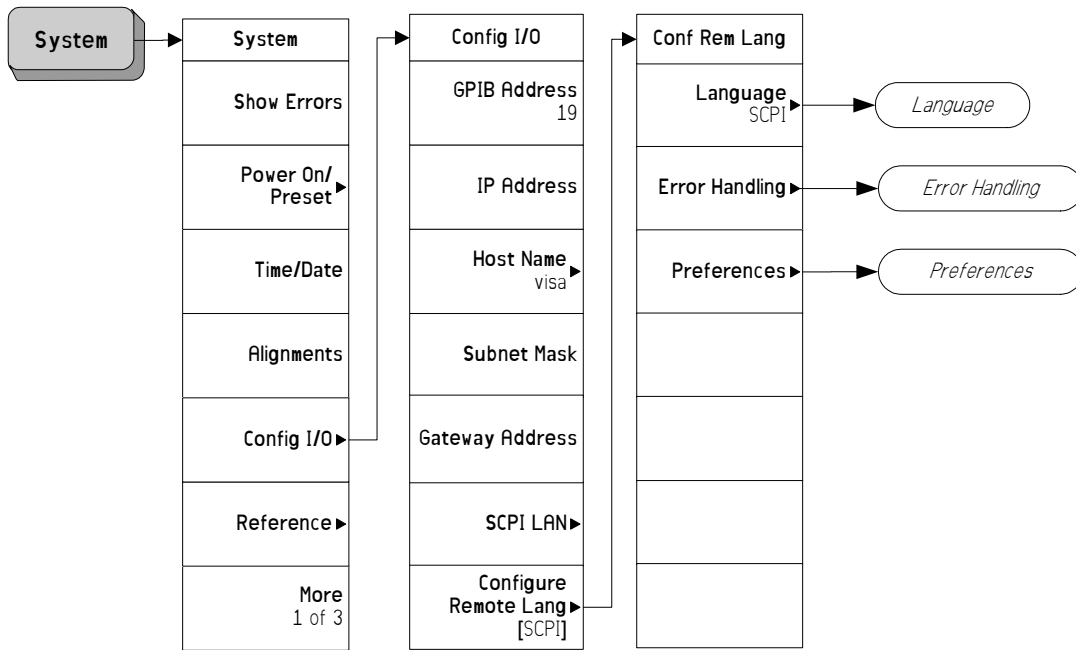 System
System
Show Errors
Power On/
Preset
Time/Date
Alignments
Config I/O
Reference
More
1 of 3
Config I/O
GPIB Address
19
IP Address
Host Name
visa
Subnet Mask
Gateway Address
SCPI LAN
Configure
Remote Lang
[SCPI]
Conf Rem Lang
Language
SCPI
Error Handling
Preferences
Language
Error Handling
Preferences